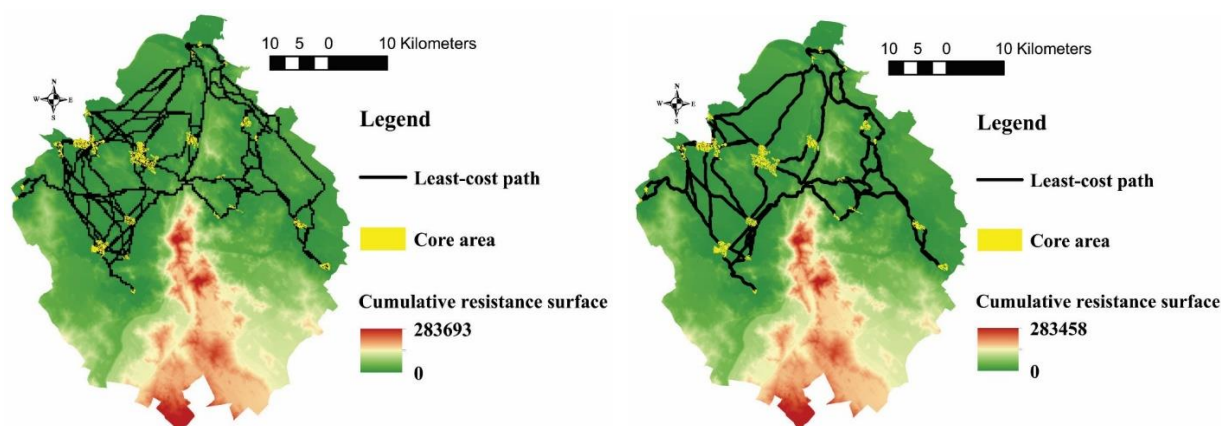 10 5 0 10 Kilometers
N
W E
S
Legend
Least-cost path
Core area
Cumulative resistance surface
283693
0
10 5 0 10 Kilometers
N
W E
S
Legend
Least-cost path
Core area
Cumulative resistance surface
283458
0